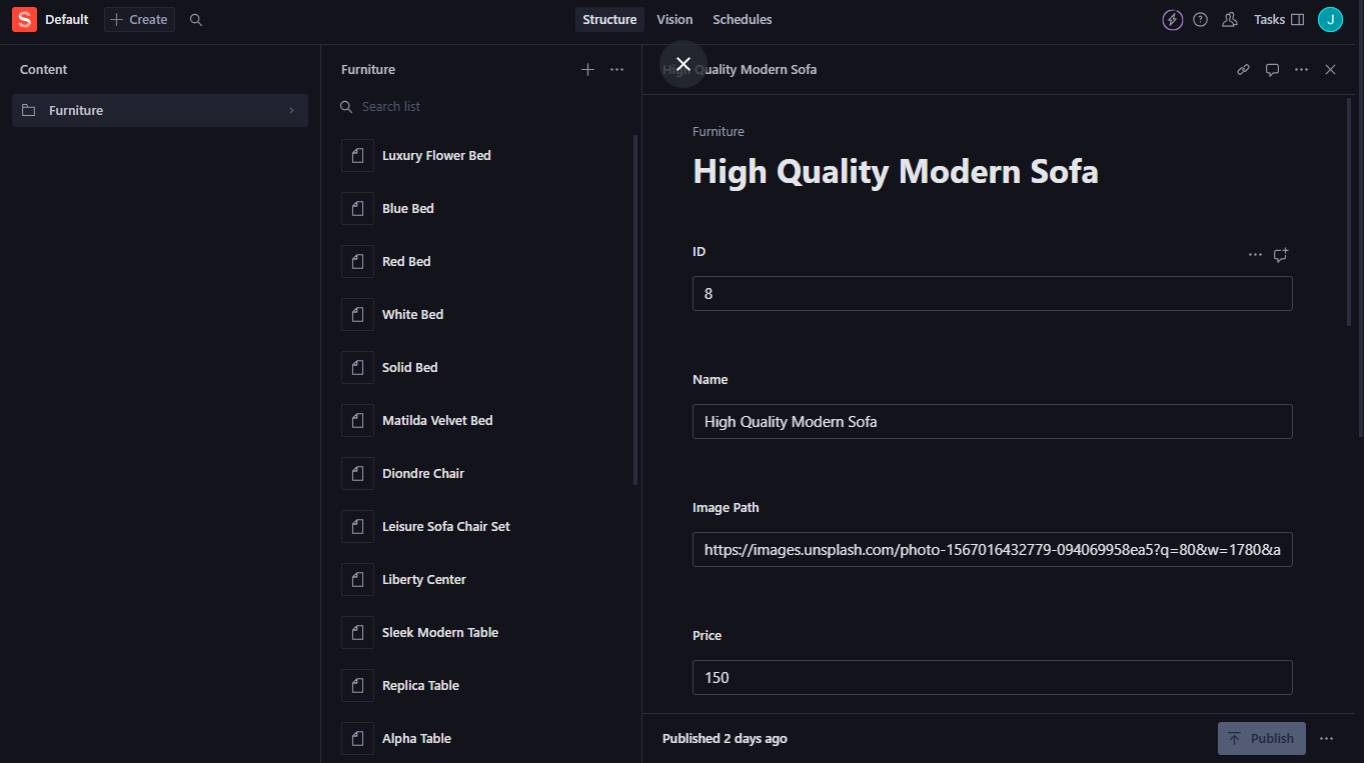 S Default + Create Structure Vision Schedules Tasks J
Content
Furniture
Furniture
Search list
Luxury Flower Bed
Blue Bed
Red Bed
White Bed
Solid Bed
Matilda Velvet Bed
Diondre Chair
Leisure Sofa Chair Set
Liberty Center
Sleek Modern Table
Replica Table
Alpha Table
High Quality Modern Sofa
Furniture
High Quality Modern Sofa
ID
8
Name
High Quality Modern Sofa
Image Path
https://images.unsplash.com/photo-1567016432779-094069958ea5?q=80&w=1780&a
Price
150
Published 2 days ago Publish